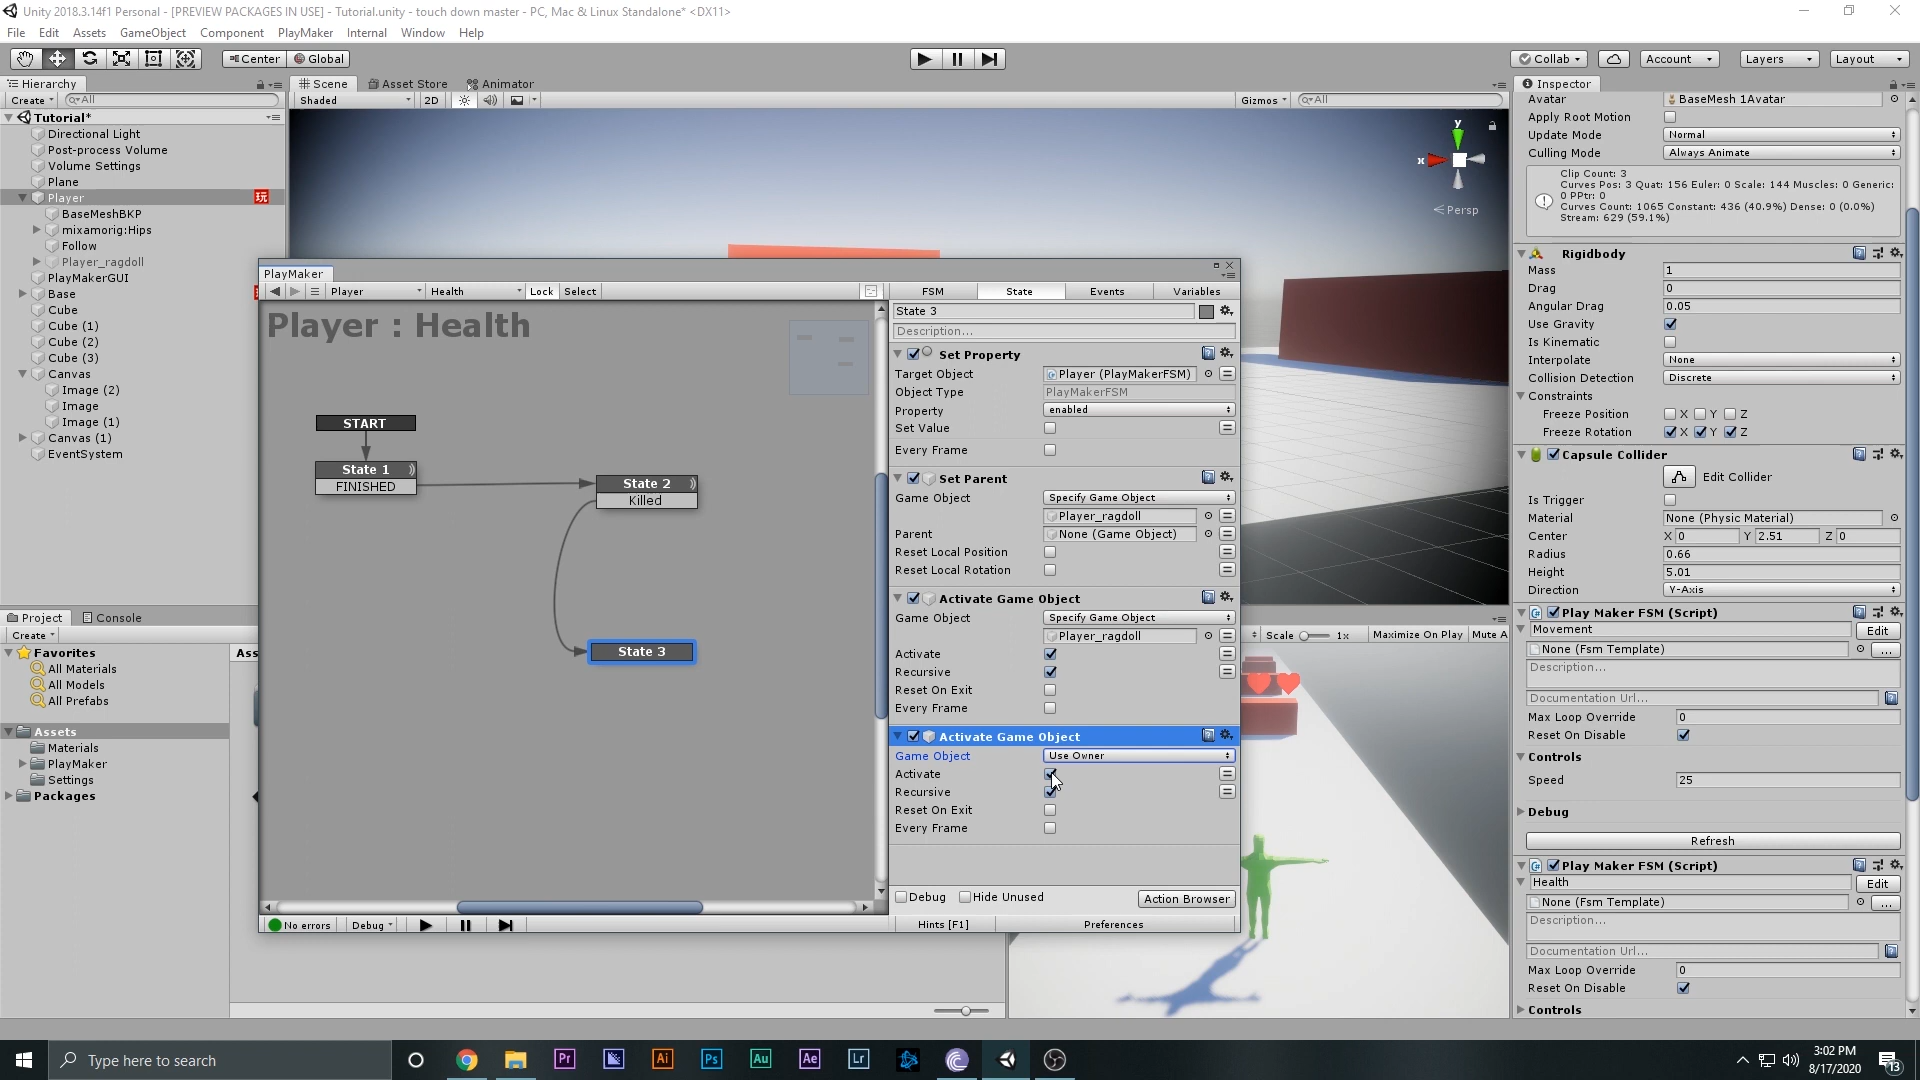 Unity 2018.3.14f1 Personal - [PREVIEW PACKAGES IN USE] - Tutorial.unity - touch down master - PC, Mac & Linux Standalone* <DX11>
File Edit Assets GameObject Component PlayMaker Internal Window Help
Center Global Collab Account Layers Layout
Hierarchy Scene Asset Store Animator Inspector
Create All Shaded 2D Gizmos All
Tutorial*
Directional Light
Post-process Volume
Volume Settings
Plane
Player 玩
BaseMeshBKP
mixamorig:Hips
Follow
Player_ragdoll
PlayMakerGUI
Base
Cube
Cube (1)
Cube (2)
Cube (3)
Canvas
Image (2)
Image
Image (1)
Canvas (1)
EventSystem
y
x
Persp
PlayMaker
Player Health Lock Select
Player : Health
START
State 1
FINISHED
State 2
Killed
State 3
No errors Debug
FSM State Events Variables
State 3
Description...
Set Property
Target Object Player (PlayMakerFSM)
Object Type PlayMakerFSM
Property enabled
Set Value
Every Frame
Set Parent
Game Object Specify Game Object
Player_ragdoll
Parent None (Game Object)
Reset Local Position
Reset Local Rotation
Activate Game Object
Game Object Specify Game Object
Player_ragdoll
Activate
Recursive
Reset On Exit
Every Frame
Activate Game Object
Game Object Use Owner
Activate
Recursive
Reset On Exit
Every Frame
Debug Hide Unused Action Browser
Hints [F1] Preferences
Project Console
Create
Favorites
All Materials
All Models
All Prefabs
Assets
Materials
PlayMaker
Settings
Packages
Ass
Scale 1x Maximize On Play Mute A
Avatar BaseMesh 1Avatar
Apply Root Motion
Update Mode Normal
Culling Mode Always Animate
Clip Count: 3
Curves Pos: 3 Quat: 156 Euler: 0 Scale: 144 Muscles: 0 Generic:
0 PPtr: 0
Curves Count: 1065 Constant: 436 (40.9%) Dense: 0 (0.0%)
Stream: 629 (59.1%)
Rigidbody
Mass 1
Drag 0
Angular Drag 0.05
Use Gravity
Is Kinematic
Interpolate None
Collision Detection Discrete
Constraints
Freeze Position X Y Z
Freeze Rotation X Y Z
Capsule Collider
Edit Collider
Is Trigger
Material None (Physic Material)
Center X 0 Y 2.51 Z 0
Radius 0.66
Height 5.01
Direction Y-Axis
Play Maker FSM (Script)
Movement Edit
None (Fsm Template) ...
Description...
Documentation Url...
Max Loop Override 0
Reset On Disable
Controls
Speed 25
Debug
Refresh
Play Maker FSM (Script)
Health Edit
None (Fsm Template) ...
Description...
Documentation Url...
Max Loop Override 0
Reset On Disable
Controls
Type here to search
Pr Ai Ps Au Ae Lr
3:02 PM
8/17/2020
13